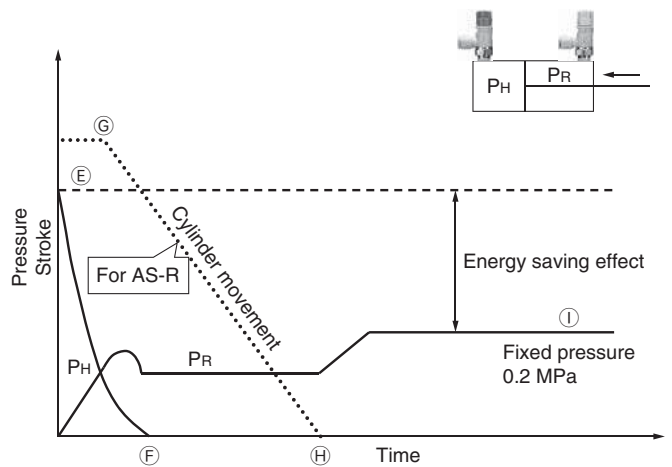 PH
PR
Ⓖ
Ⓔ
Pressure
Stroke
For AS-R
Cylinder movement
Energy saving effect
Ⓘ
PH
PR
Fixed pressure
0.2 MPa
Ⓕ
Ⓗ
Time